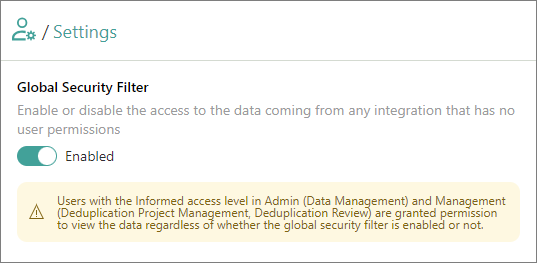 / Settings
Global Security Filter
Enable or disable the access to the data coming from any integration that has no
user permissions
Enabled
Users with the Informed access level in Admin (Data Management) and Management
(Deduplication Project Management, Deduplication Review) are granted permission
to view the data regardless of whether the global security filter is enabled or not.